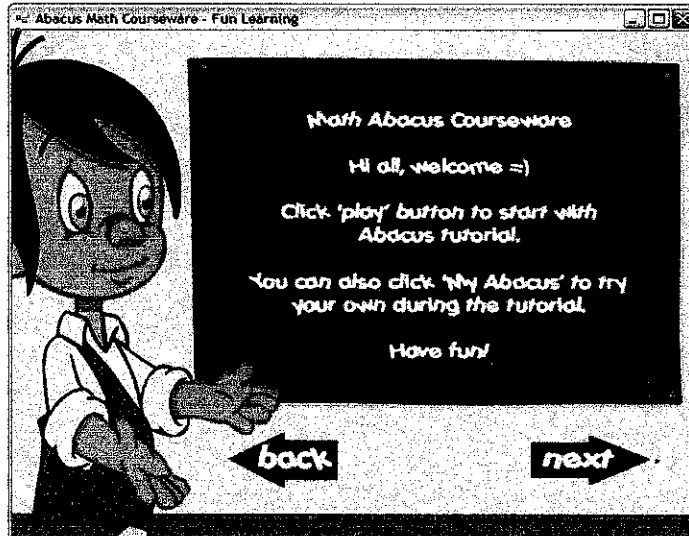 Abacus Math Courseware - Fun Learning
Math Abacus Courseware
Hi all, welcome =)
Click 'play' button to start with
Abacus tutorial.
You can also click 'My Abacus' to try
your own during the tutorial.
Have fun!
back
next